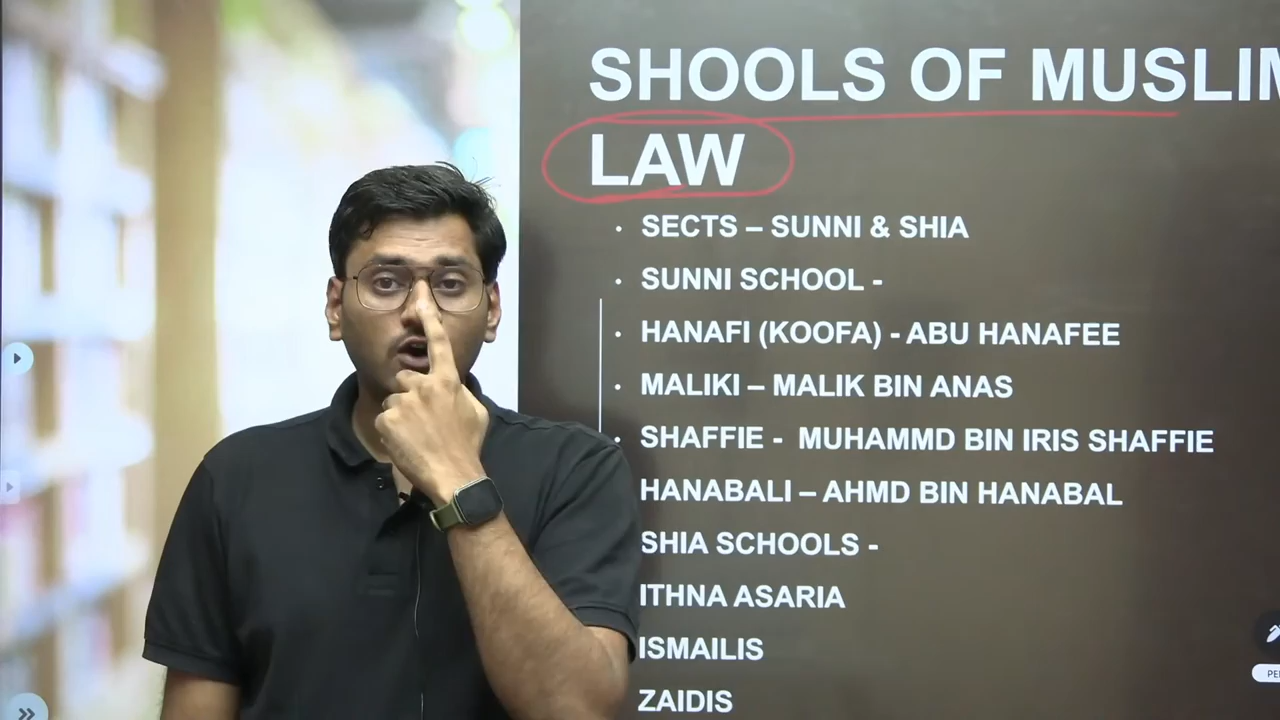 SHOOLS OF MUSLIM
LAW
• SECTS – SUNNI & SHIA
• SUNNI SCHOOL -
• HANAFI (KOOFA) - ABU HANAFEE
• MALIKI – MALIK BIN ANAS
• SHAFFIE - MUHAMMD BIN IRIS SHAFFIE
HANABALI – AHMD BIN HANABAL
SHIA SCHOOLS -
ITHNA ASARIA
ISMAILIS
ZAIDIS